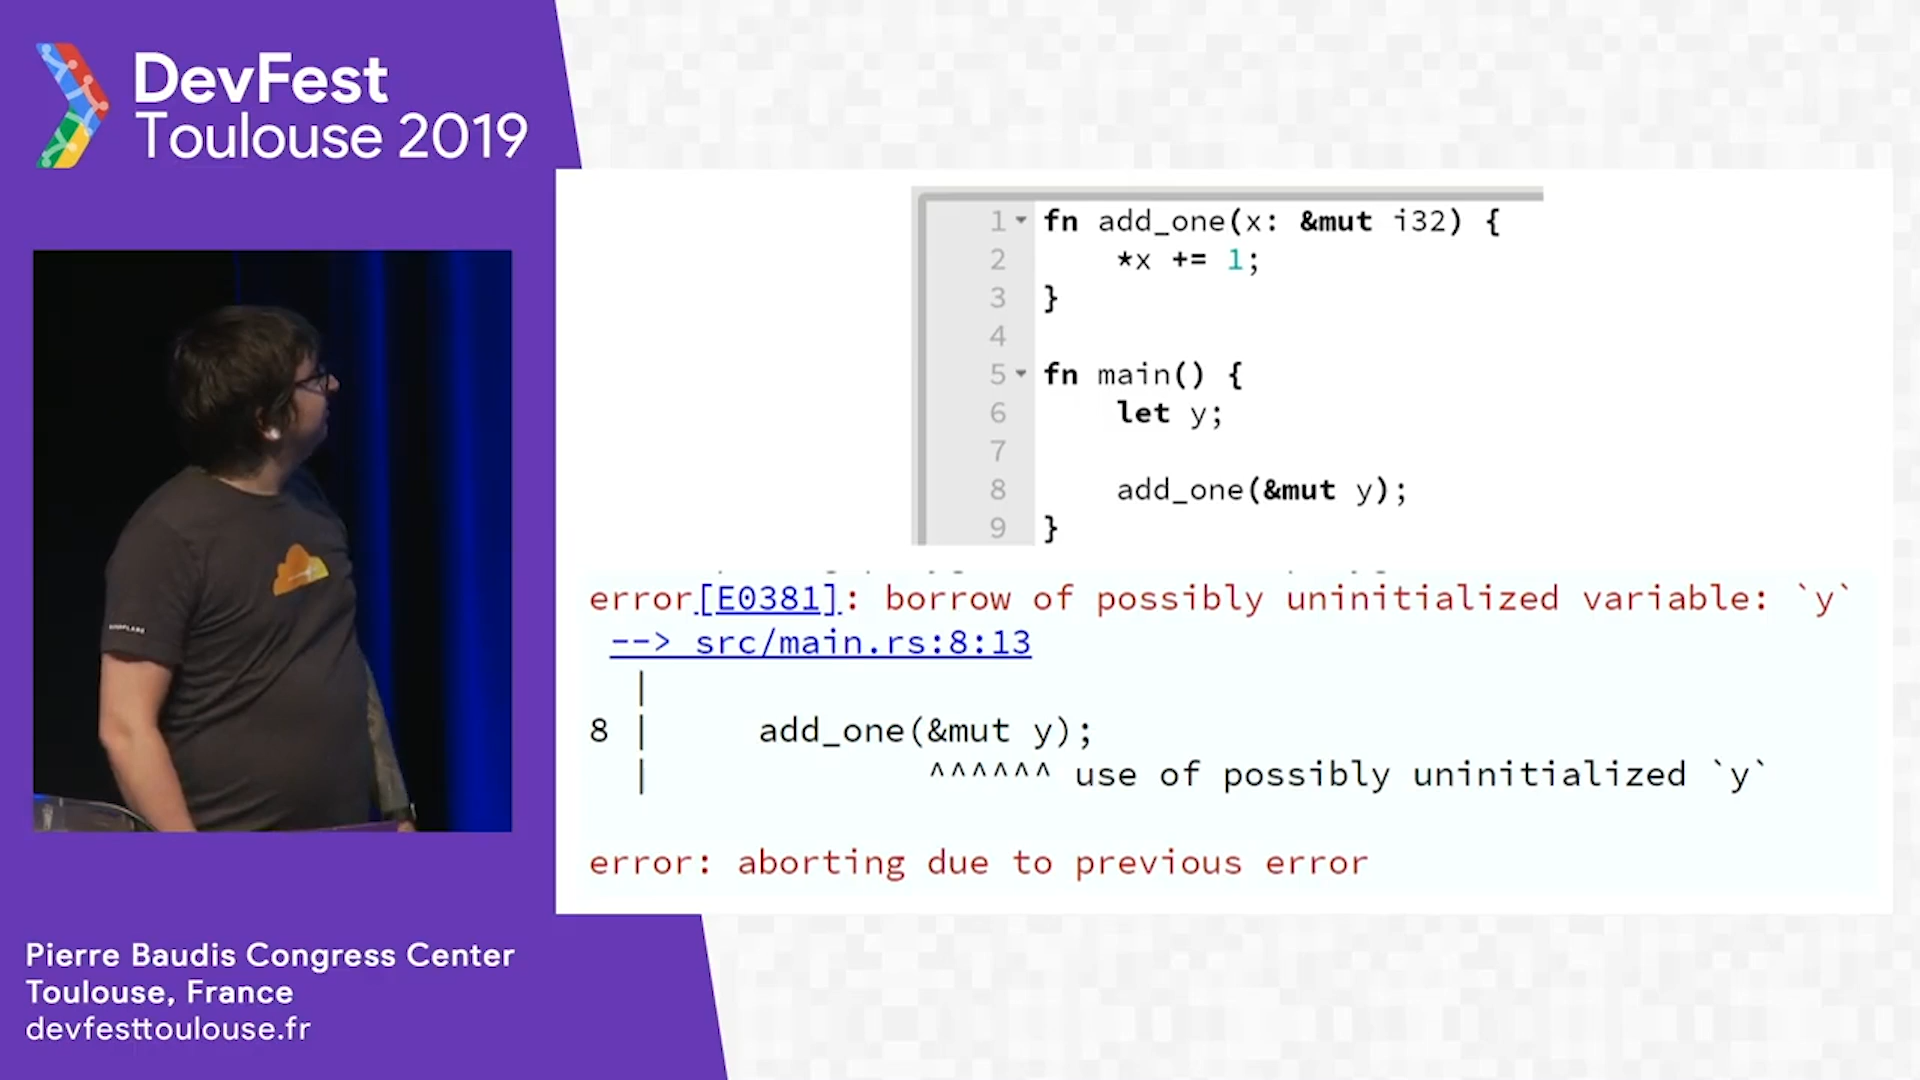 DevFest
Toulouse 2019
1 fn add_one(x: &mut i32) {
2 *x += 1;
3 }
4
5 fn main() {
6 let y;
7
8 add_one(&mut y);
9 }
error[E0381]: borrow of possibly uninitialized variable: `y`
--> src/main.rs:8:13
|
8 | add_one(&mut y);
| ^^^^^^ use of possibly uninitialized `y`
error: aborting due to previous error
Pierre Baudis Congress Center
Toulouse, France
devfesttoulouse.fr